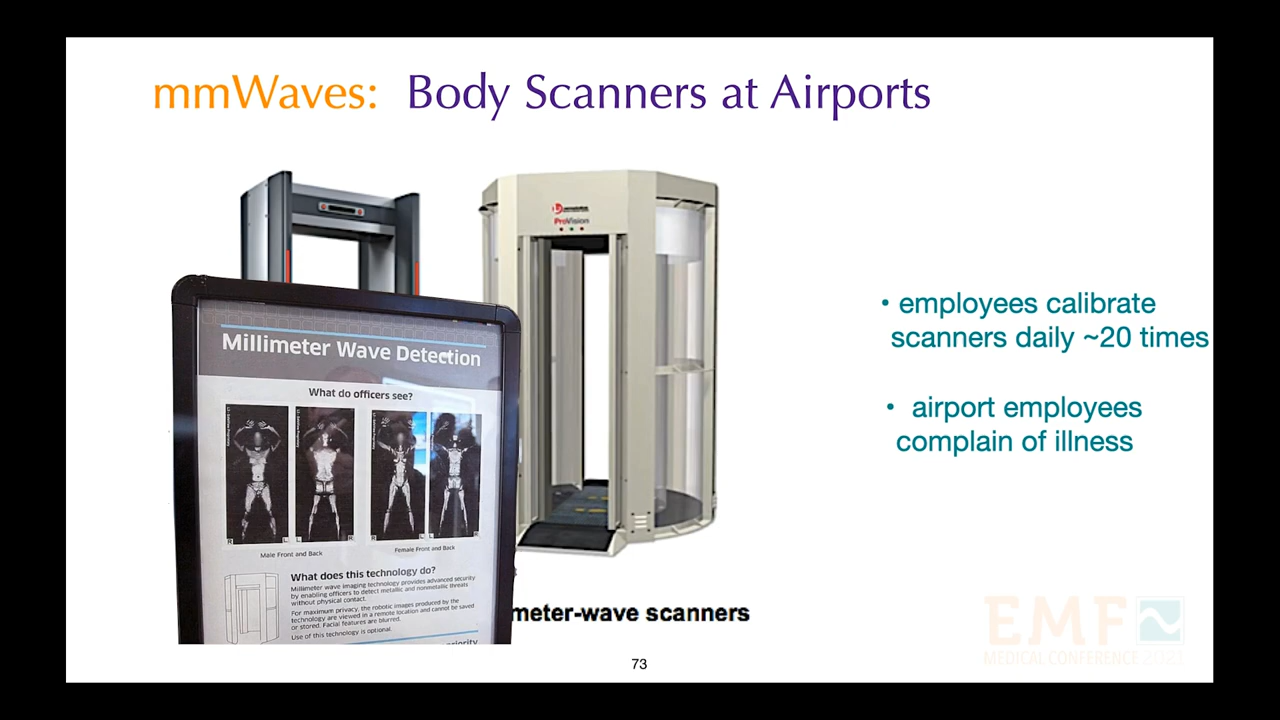 mmWaves: Body Scanners at Airports
ProVision
Millimeter Wave Detection
What do officers see?
Male Front and Back
Female Front and Back
What does this technology do?
Millimeter wave imaging technology provides advanced security
by enabling officers to detect metallic and nonmetallic threats
without physical contact.
For maximum privacy, the robotic images produced by the
technology are viewed in a remote location and cannot be saved
or stored. Facial features are blurred.
Use of this technology is optional.
• employees calibrate
scanners daily ~20 times
• airport employees
complain of illness
meter-wave scanners
EMF
MEDICAL CONFERENCE 2021
73